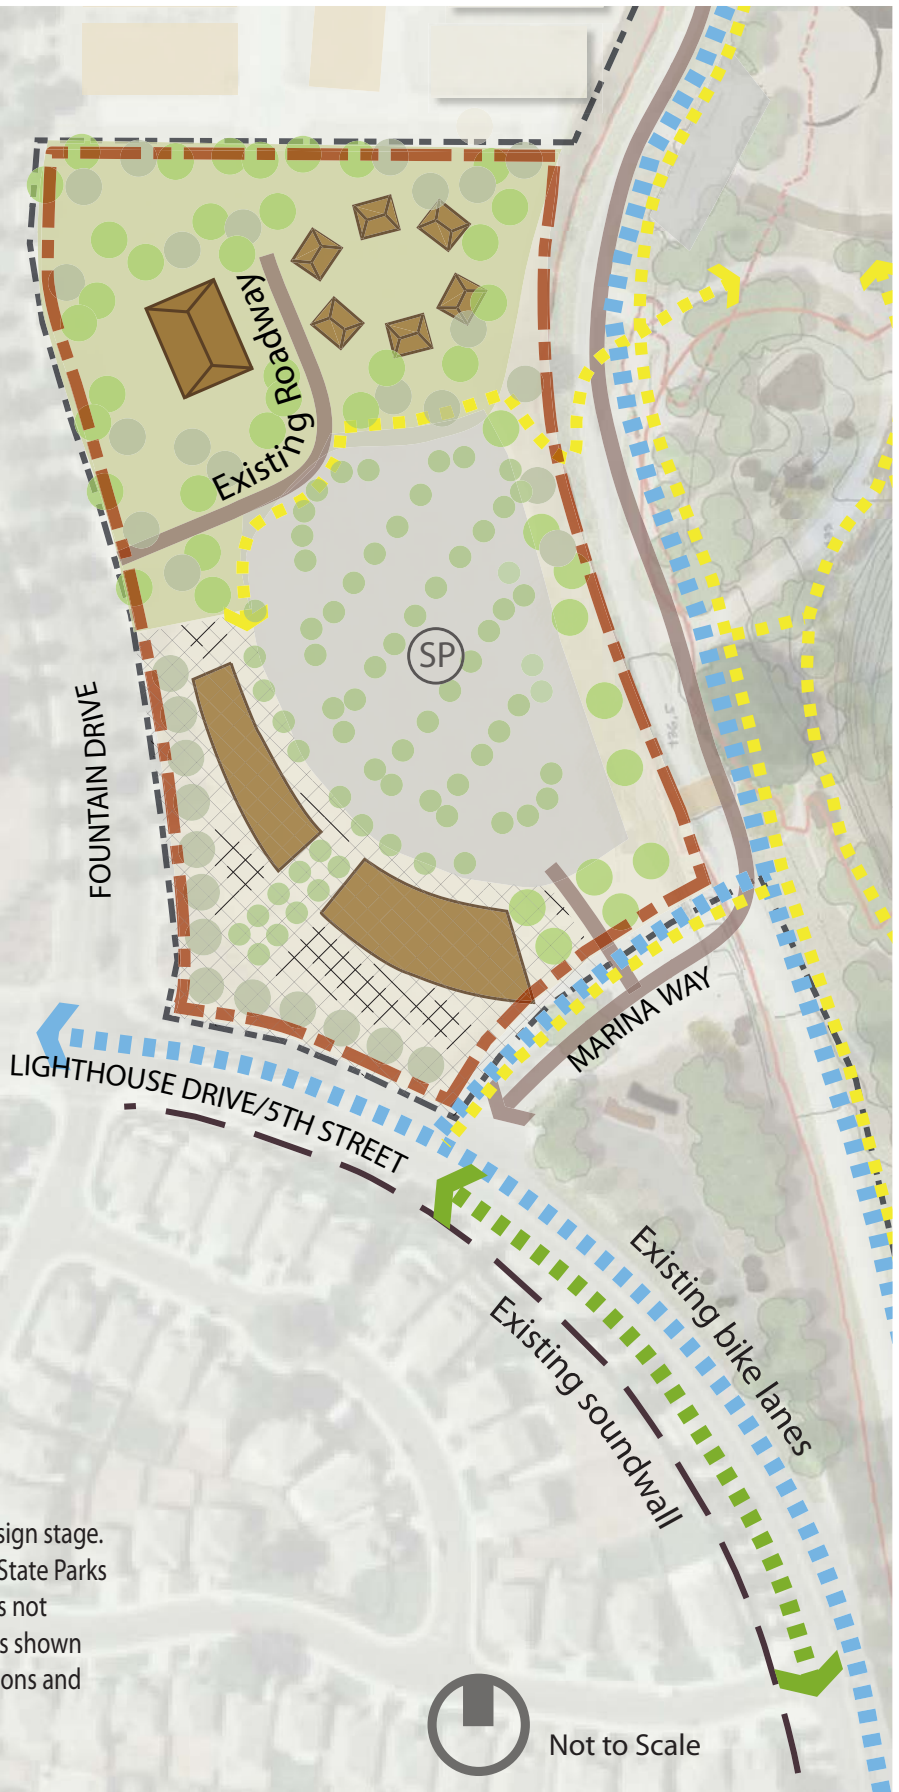 Existing Roadway
SP
FOUNTAIN DRIVE
MARINA WAY
LIGHTHOUSE DRIVE/5TH STREET
Existing bike lanes
Existing soundwall
sign stage.
State Parks
s not
s shown
ons and
Not to Scale